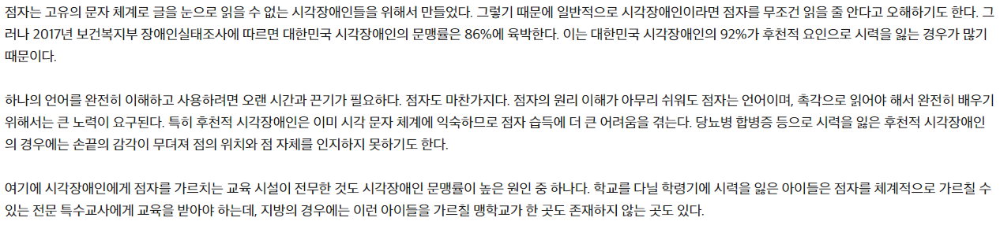 점자는 고유의 문자 체계로 글을 눈으로 읽을 수 없는 시각장애인들을 위해서 만들었다. 그렇기 때문에 일반적으로 시각장애인이라면 점자를 무조건 읽을 줄 안다고 오해하기도 한다. 그
러나 2017년 보건복지부 장애인실태조사에 따르면 대한민국 시각장애인의 문맹률은 86%에 육박한다. 이는 대한민국 시각장애인의 92%가 후천적 요인으로 시력을 잃는 경우가 많기
때문이다.
하나의 언어를 완전히 이해하고 사용하려면 오랜 시간과 끈기가 필요하다. 점자도 마찬가지다. 점자의 원리 이해가 아무리 쉬워도 점자는 언어이며, 촉각으로 읽어야 해서 완전히 배우기
위해서는 큰 노력이 요구된다. 특히 후천적 시각장애인은 이미 시각 문자 체계에 익숙하므로 점자 습득에 더 큰 어려움을 겪는다. 당뇨병 합병증 등으로 시력을 잃은 후천적 시각장애인
의 경우에는 손끝의 감각이 무뎌져 점의 위치와 점 자체를 인지하지 못하기도 한다.
여기에 시각장애인에게 점자를 가르치는 교육 시설이 전무한 것도 시각장애인 문맹률이 높은 원인 중 하나다. 학교를 다닐 학령기에 시력을 잃은 아이들은 점자를 체계적으로 가르칠 수
있는 전문 특수교사에게 교육을 받아야 하는데, 지방의 경우에는 이런 아이들을 가르칠 맹학교가 한 곳도 존재하지 않는 곳도 있다.